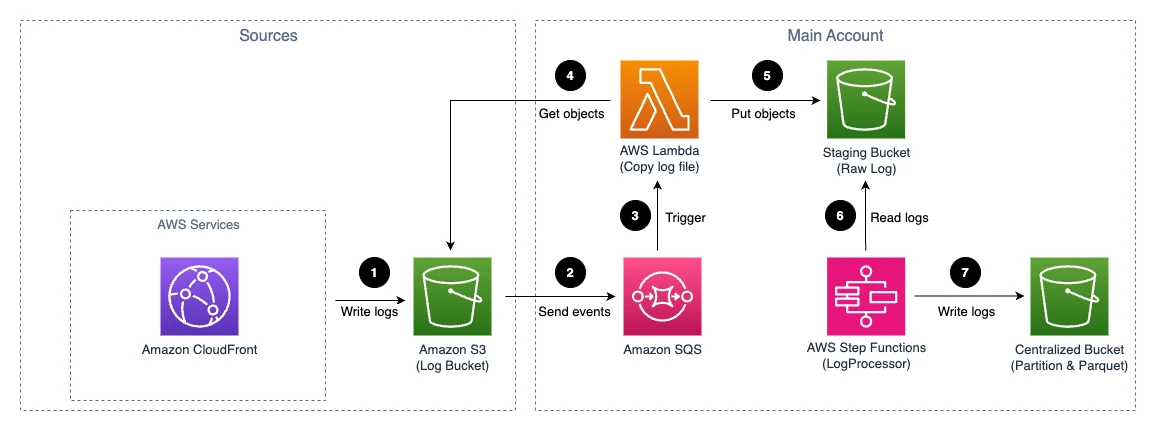 Sources
Main Account
4
Get objects
5
Put objects
AWS Lambda
(Copy log file)
Staging Bucket
(Raw Log)
3
Trigger
6
Read logs
AWS Services
Amazon CloudFront
1
Write logs
Amazon S3
(Log Bucket)
2
Send events
Amazon SQS
AWS Step Functions
(LogProcessor)
7
Write logs
Centralized Bucket
(Partition & Parquet)